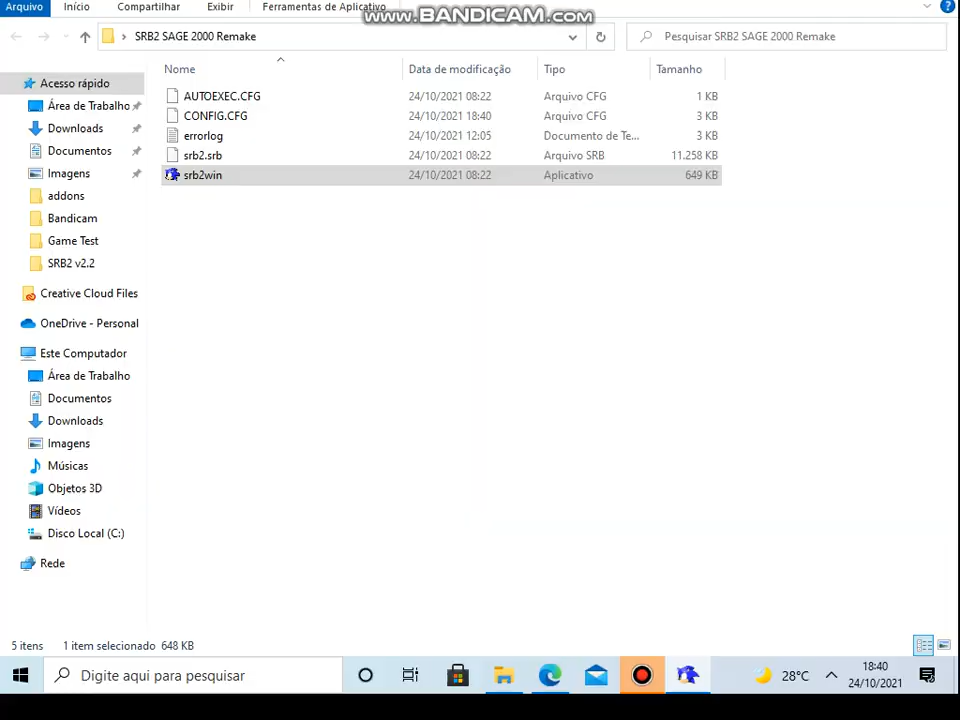 Arquivo Início Compartilhar Exibir Ferramentas de Aplicativo
www.BANDICAM.com
SRB2 SAGE 2000 Remake
Pesquisar SRB2 SAGE 2000 Remake
Nome Data de modificação Tipo Tamanho
AUTOEXEC.CFG 24/10/2021 08:22 Arquivo CFG 1 KB
CONFIG.CFG 24/10/2021 18:40 Arquivo CFG 3 KB
errorlog 24/10/2021 12:05 Documento de Te... 3 KB
srb2.srb 24/10/2021 08:22 Arquivo SRB 11.258 KB
srb2win 24/10/2021 08:22 Aplicativo 649 KB
Acesso rápido
Área de Trabalho
Downloads
Documentos
Imagens
addons
Bandicam
Game Test
SRB2 v2.2
Creative Cloud Files
OneDrive - Personal
Este Computador
Área de Trabalho
Documentos
Downloads
Imagens
Músicas
Objetos 3D
Vídeos
Disco Local (C:)
Rede
5 itens 1 item selecionado 648 KB
Digite aqui para pesquisar
28°C
18:40
24/10/2021